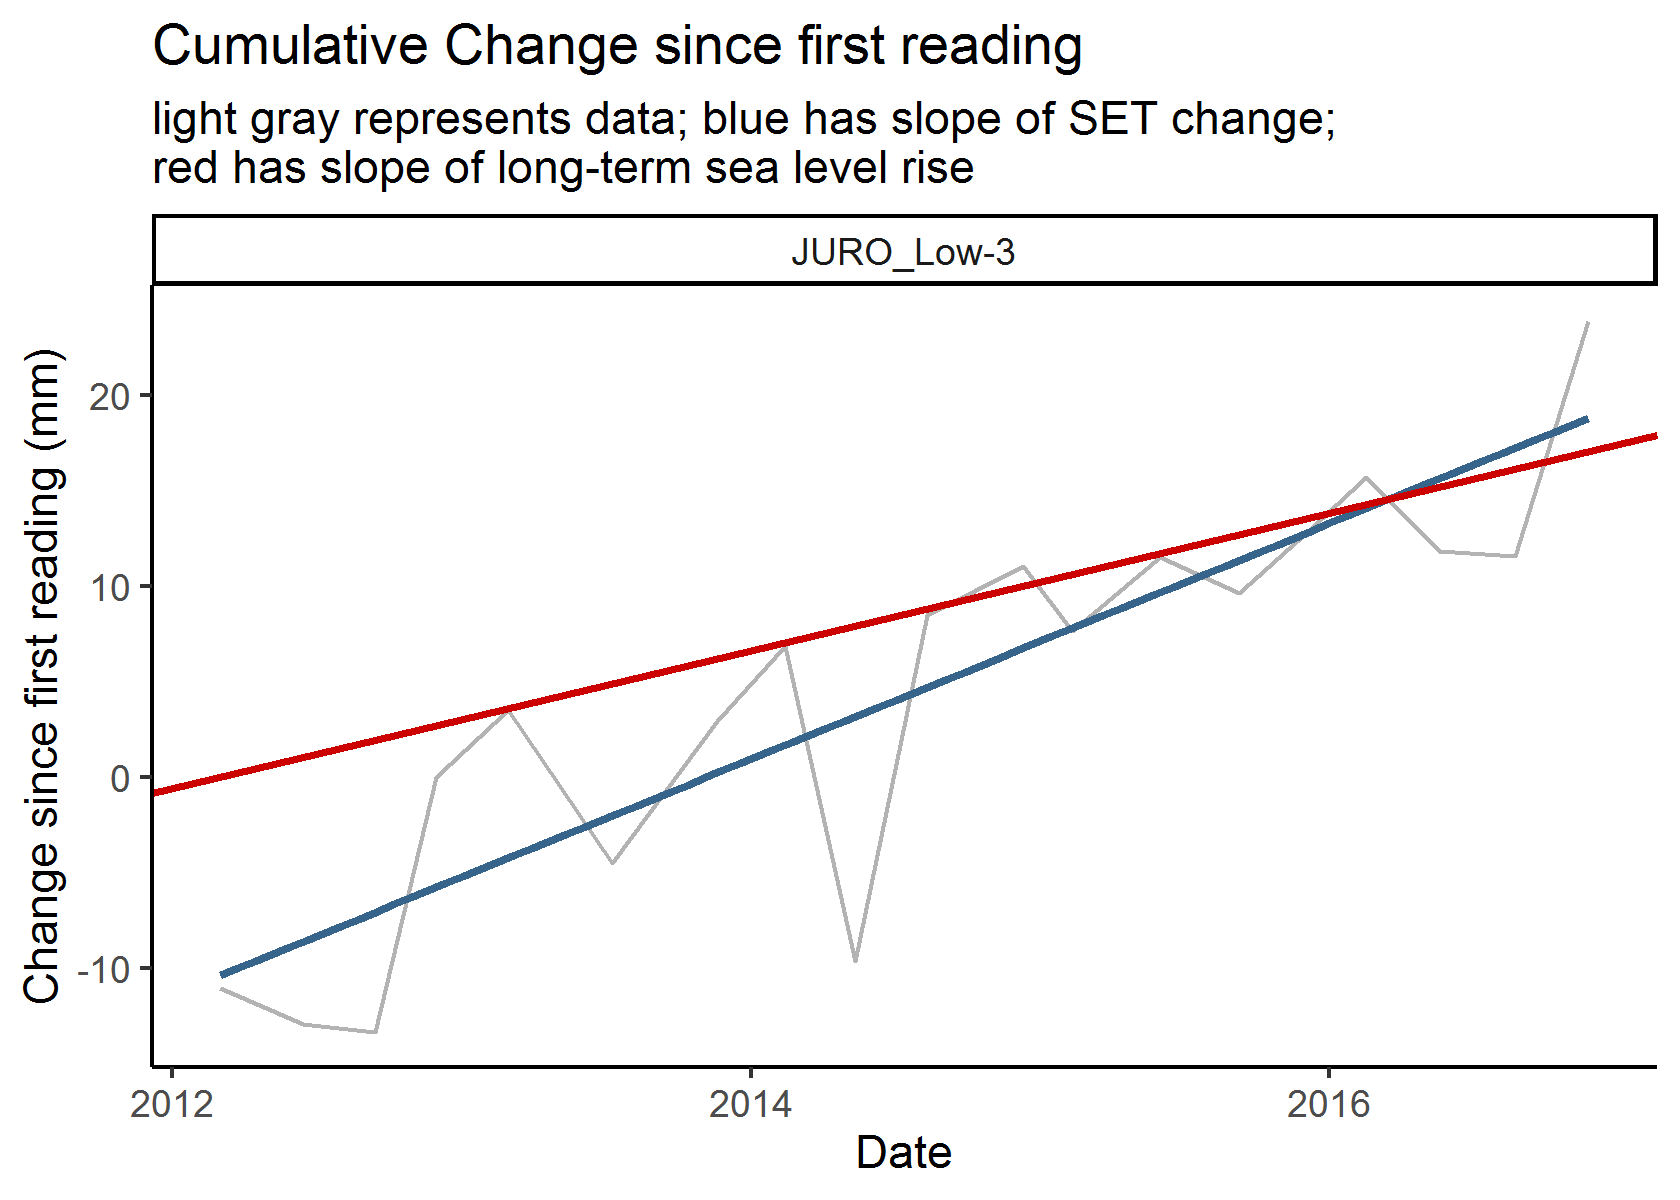 Cumulative Change since first reading
light gray represents data; blue has slope of SET change;
red has slope of long-term sea level rise
JURO_Low-3
Change since first reading (mm)
20
10
0
-10
2012
2014
2016
Date